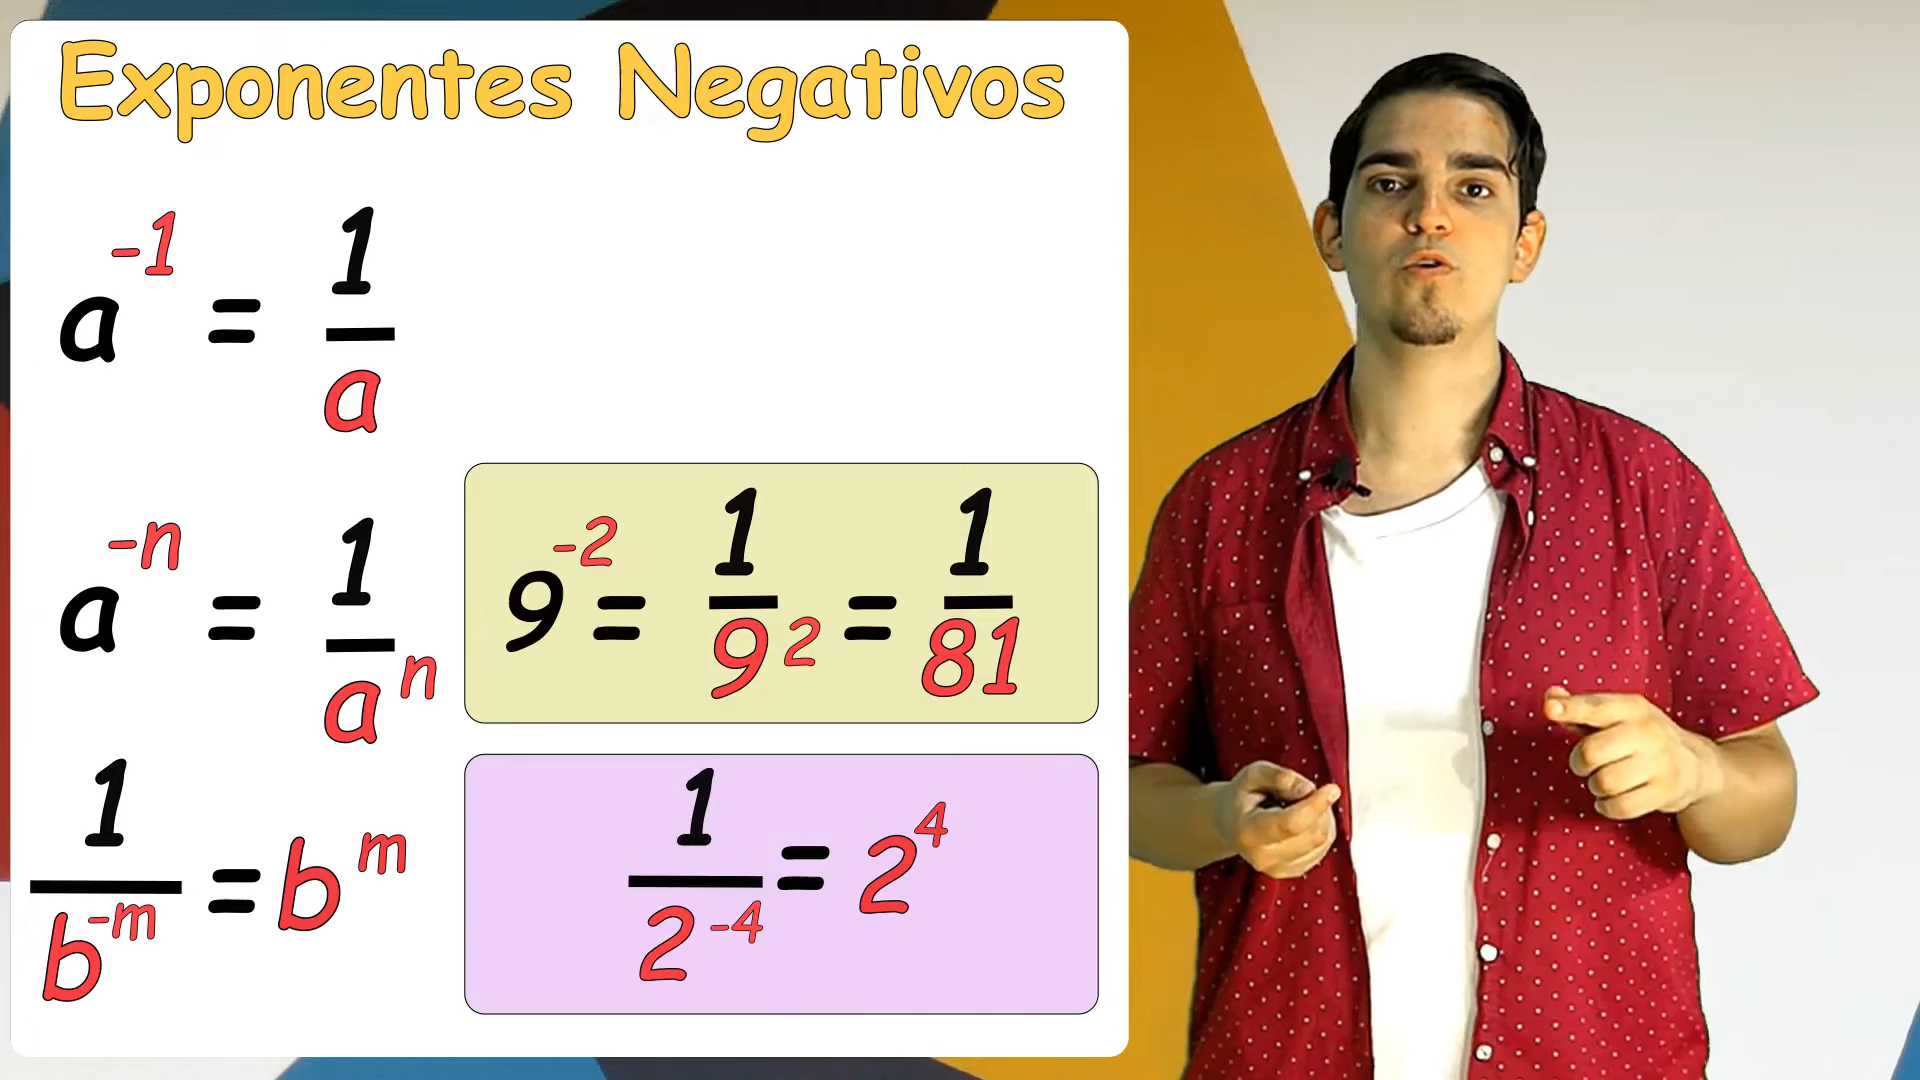 Exponentes Negativos
a^-1 = 1/a
a^-n = 1/a^n
9^-2 = 1/9^2 = 1/81
1/b^-m = b^m
1/2^-4 = 2^4